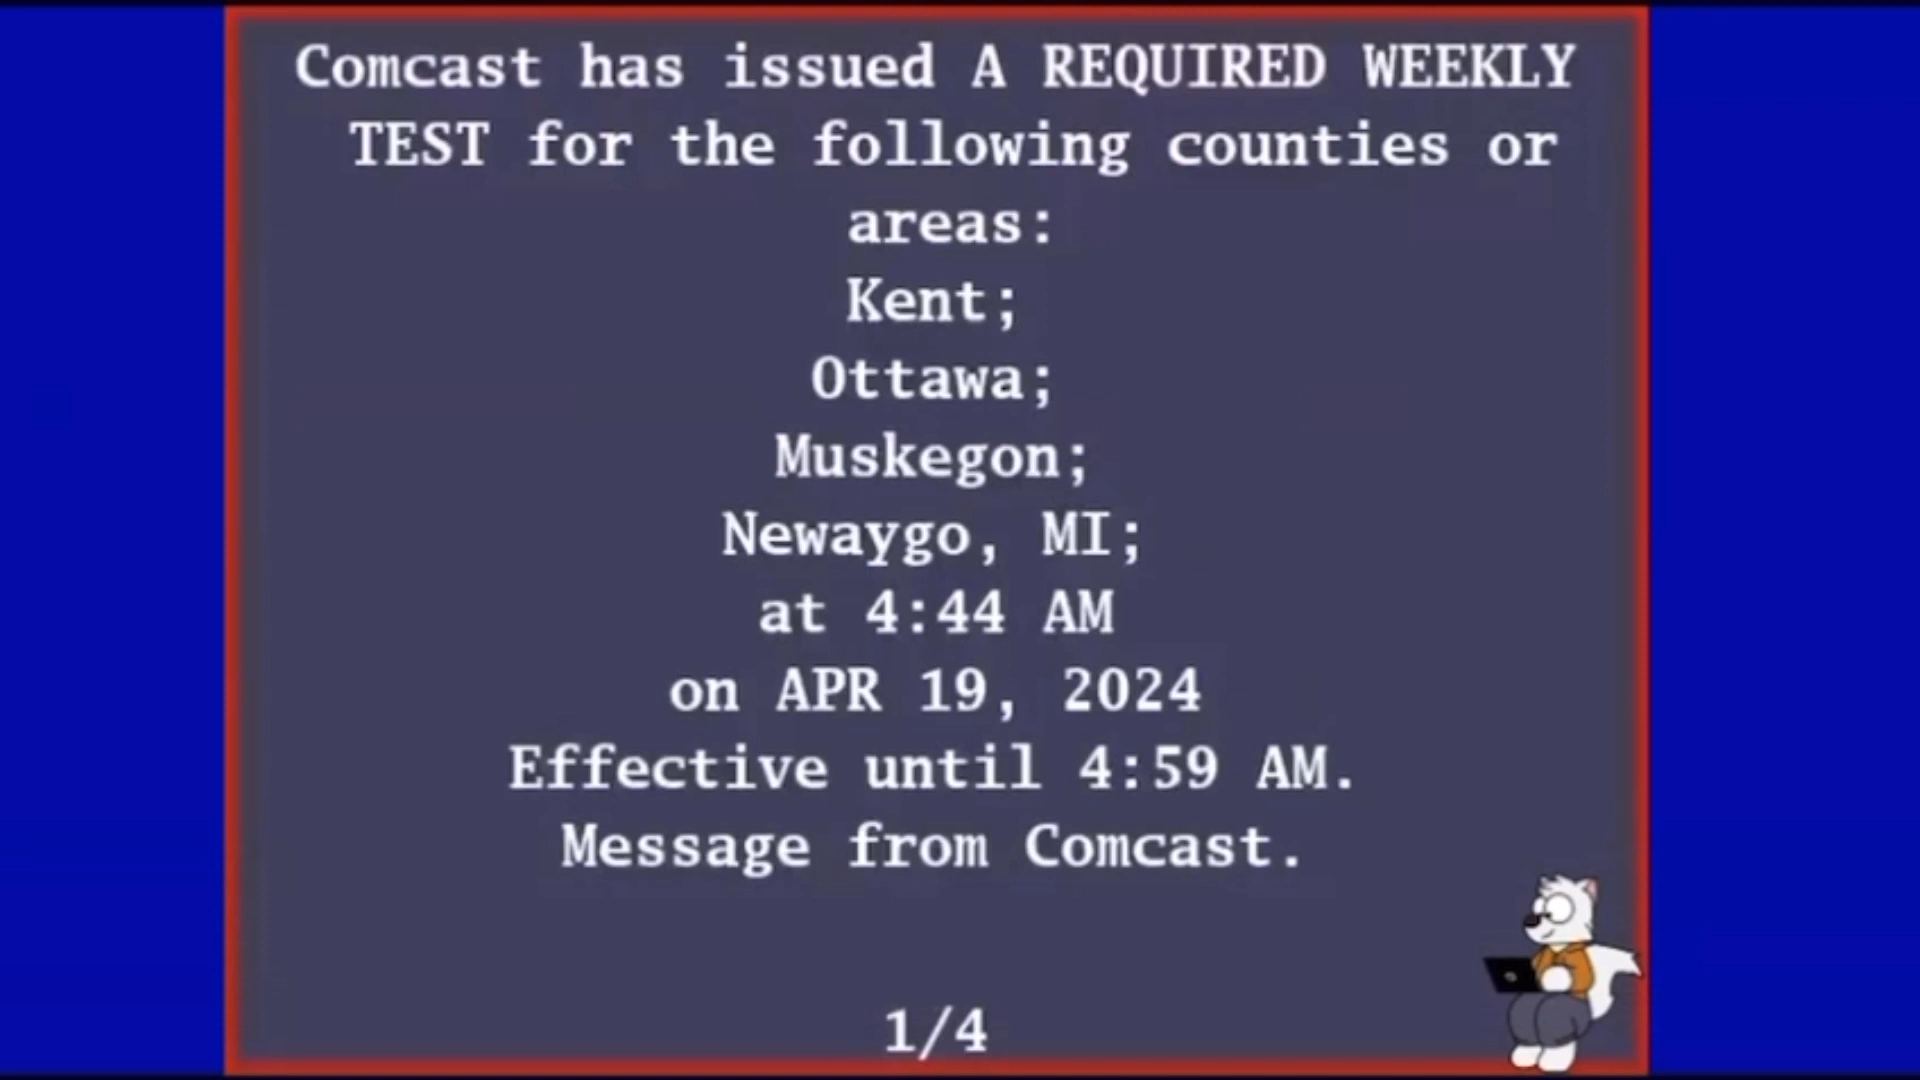 Comcast has issued A REQUIRED WEEKLY
TEST for the following counties or
areas:
Kent;
Ottawa;
Muskegon;
Newaygo, MI;
at 4:44 AM
on APR 19, 2024
Effective until 4:59 AM.
Message from Comcast.
1/4